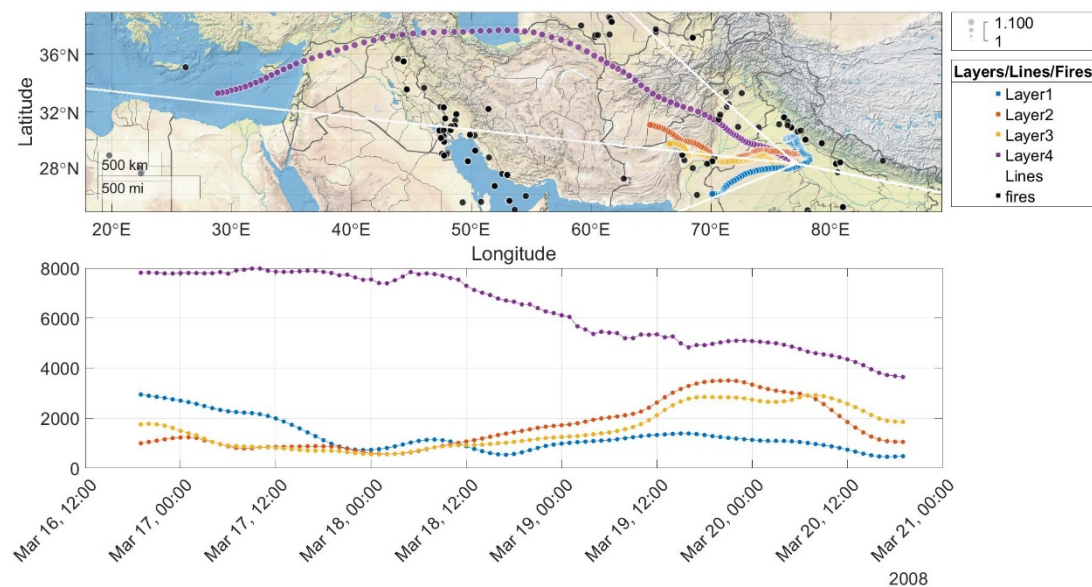 36°N
32°N
28°N
Latitude
500 km
500 mi
20°E
30°E
40°E
50°E
60°E
70°E
80°E
Longitude
1.100
1
Layers/Lines/Fires
Layer1
Layer2
Layer3
Layer4
Lines
fires
8000
6000
4000
2000
0
Mar 16, 12:00
Mar 17, 00:00
Mar 17, 12:00
Mar 18, 00:00
Mar 18, 12:00
Mar 19, 00:00
Mar 19, 12:00
Mar 20, 00:00
Mar 20, 12:00
Mar 21, 00:00
2008